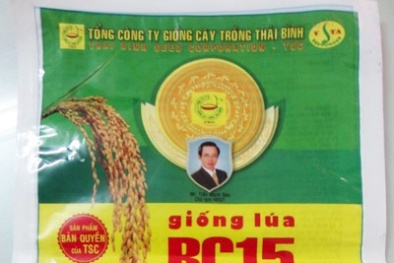 TỔNG CÔNG TY GIỐNG CÂY TRỒNG THÁI BÌNH
THAI BINH SEED CORPORATION - TSC
giống lúa
SẢN PHẨM
BẢN QUYỀN
CỦA TSC
BC15